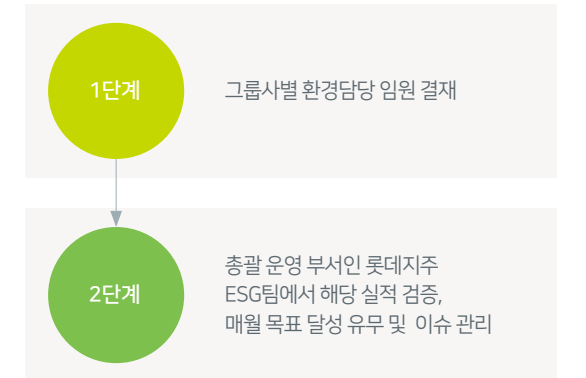 1단계
그룹사별 환경담당 임원 결재
2단계
총괄 운영 부서인 롯데지주
ESG팀에서 해당 실적 검증,
매월 목표 달성 유무 및 이슈 관리